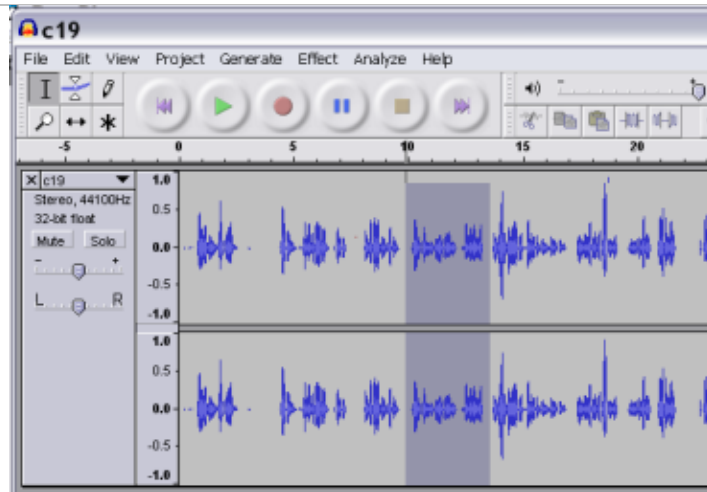 c19
File Edit View Project Generate Effect Analyze Help
-5 0 5 10 15 20
X c19
Stereo, 44100Hz
32-bit float
Mute Solo
- +
L R
1.0
0.5
0.0
-0.5
-1.0
1.0
0.5
0.0
-0.5
-1.0